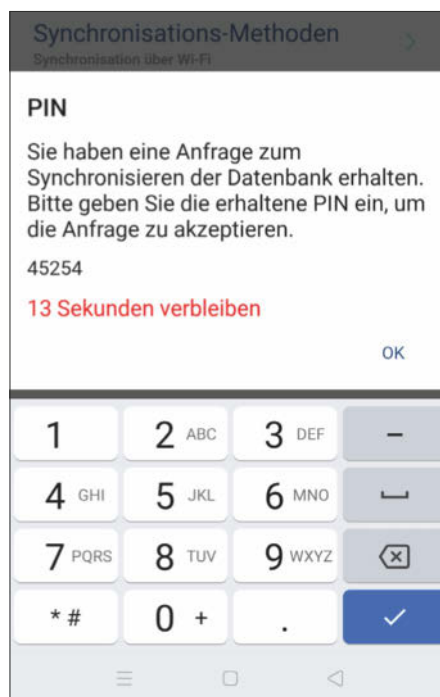 Synchronisations-Methoden
Synchronisation über Wi-Fi
PIN
Sie haben eine Anfrage zum
Synchronisieren der Datenbank erhalten.
Bitte geben Sie die erhaltene PIN ein, um
die Anfrage zu akzeptieren.
45254
13 Sekunden verbleiben
OK
1 2 ABC 3 DEF -
4 GHI 5 JKL 6 MNO
7 PQRS 8 TUV 9 WXYZ
* # 0 + .